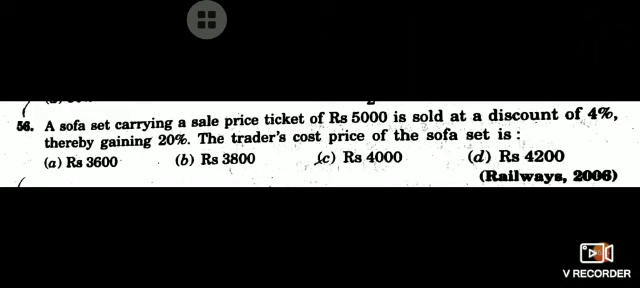 56. A sofa set carrying a sale price ticket of Rs 5000 is sold at a discount of 4%,
thereby gaining 20%. The trader's cost price of the sofa set is :
(a) Rs 3600 (b) Rs 3800 (c) Rs 4000 (d) Rs 4200
(Railways, 2006)
V RECORDER